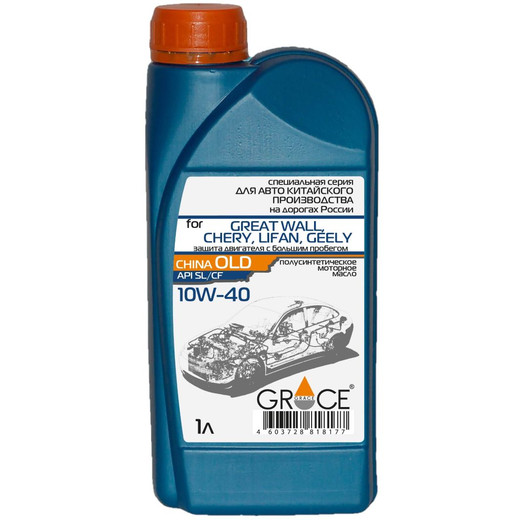 специальная серия
ДЛЯ АВТО КИТАЙСКОГО
ПРОИЗВОДСТВА
на дорогах России
for GREAT WALL,
CHERY, LIFAN, GEELY
защита двигателя с большим пробегом
CHINA OLD
API SL/CF
полусинтетическое
моторное
масло
10W-40
GRACE
GRACE
1л
4 603728 818177